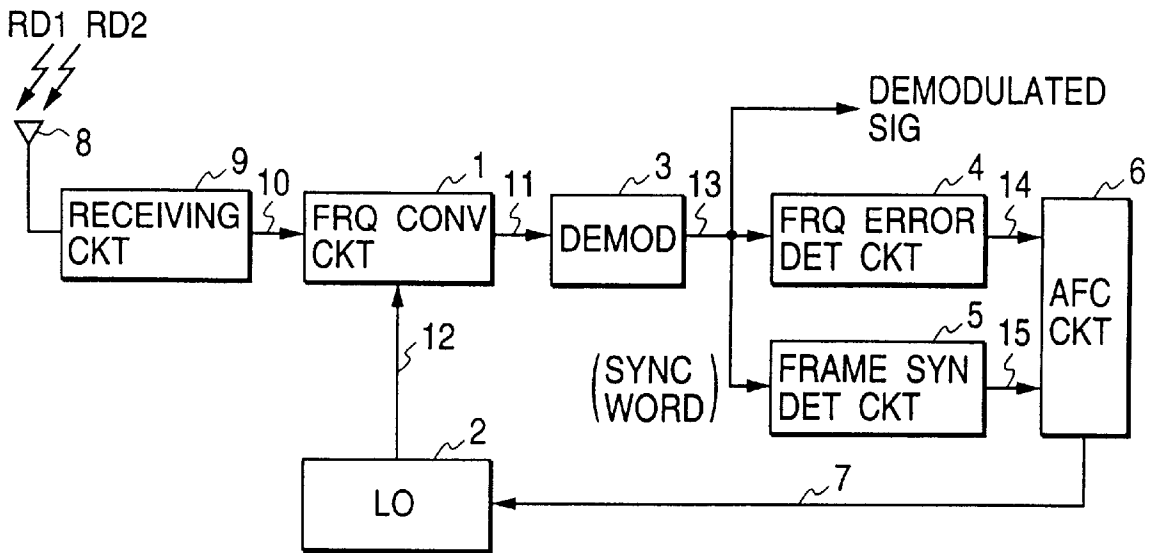 RD1 RD2
8
DEMODULATED
SIG
9
RECEIVING
CKT
10
1
FRQ CONV
CKT
11
3
DEMOD
13
4
FRQ ERROR
DET CKT
14
6
AFC
CKT
12
(SYNC
WORD)
5
FRAME SYN
DET CKT
15
2
LO
7